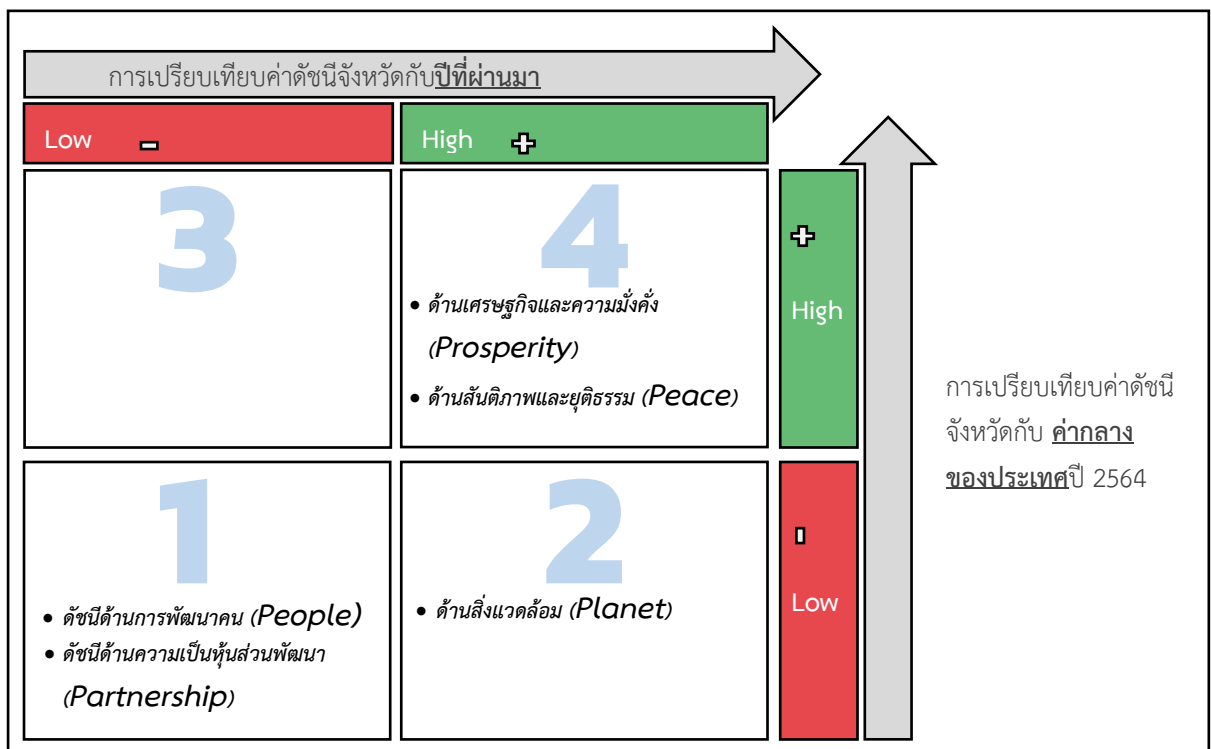 การเปรียบเทียบค่าดัชนีจังหวัดกับปีที่ผ่านมา
Low -
High +
3
4
• ด้านเศรษฐกิจและความมั่งคั่ง
(Prosperity)
• ด้านสันติภาพและยุติธรรม (Peace)
+
High
การเปรียบเทียบค่าดัชนี
จังหวัดกับ ค่ากลาง
ของประเทศปี 2564
1
• ดัชนีด้านการพัฒนาคน (People)
• ดัชนีด้านความเป็นหุ้นส่วนพัฒนา
(Partnership)
2
• ด้านสิ่งแวดล้อม (Planet)
-
Low